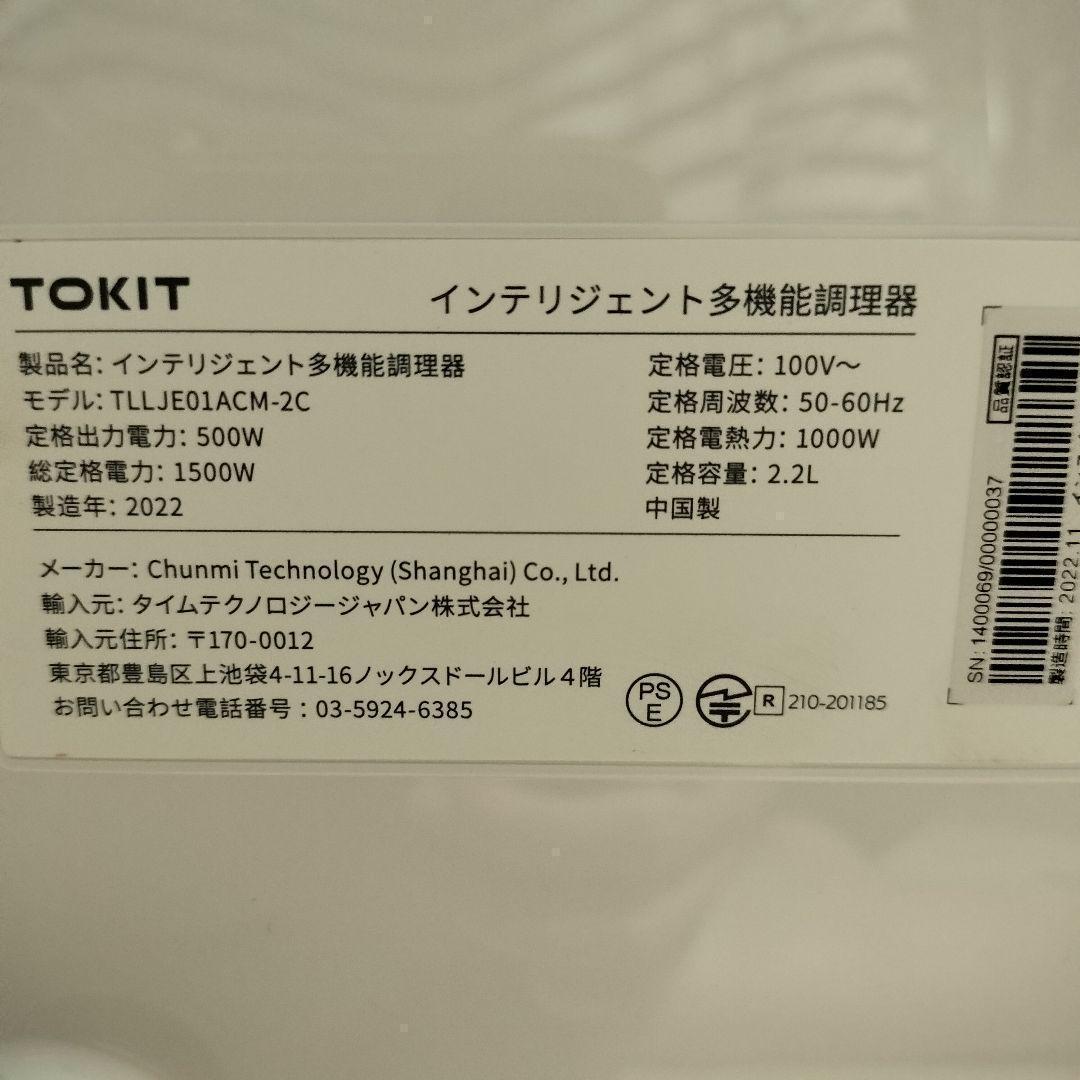 TOKIT
インテリジェント多機能調理器
製品名: インテリジェント多機能調理器
モデル: TLLJE01ACM-2C
定格出力電力: 500W
総定格電力: 1500W
製造年: 2022
定格電圧: 100V～
定格周波数: 50-60Hz
定格電熱力: 1000W
定格容量: 2.2L
中国製
メーカー: Chunmi Technology (Shanghai) Co., Ltd.
輸入元: タイムテクノロジージャパン株式会社
輸入元住所: 〒170-0012
東京都豊島区上池袋4-11-16ノックスドールビル４階
お問い合わせ電話番号：03-5924-6385
PS
E
R 210-201185
品質認証
SN: 1400069/00000037
製造時間: 2022.11